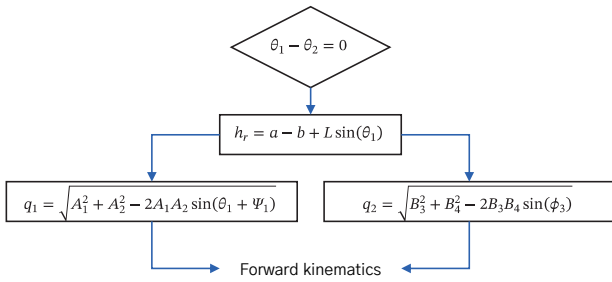 θ₁ − θ₂ = 0
hᵣ = a − b + L sin(θ₁)
q₁ = √(A₁² + A₂² − 2A₁A₂ sin(θ₁ + Ψ₁))
q₂ = √(B₃² + B₄² − 2B₃B₄ sin(ϕ₃))
Forward kinematics